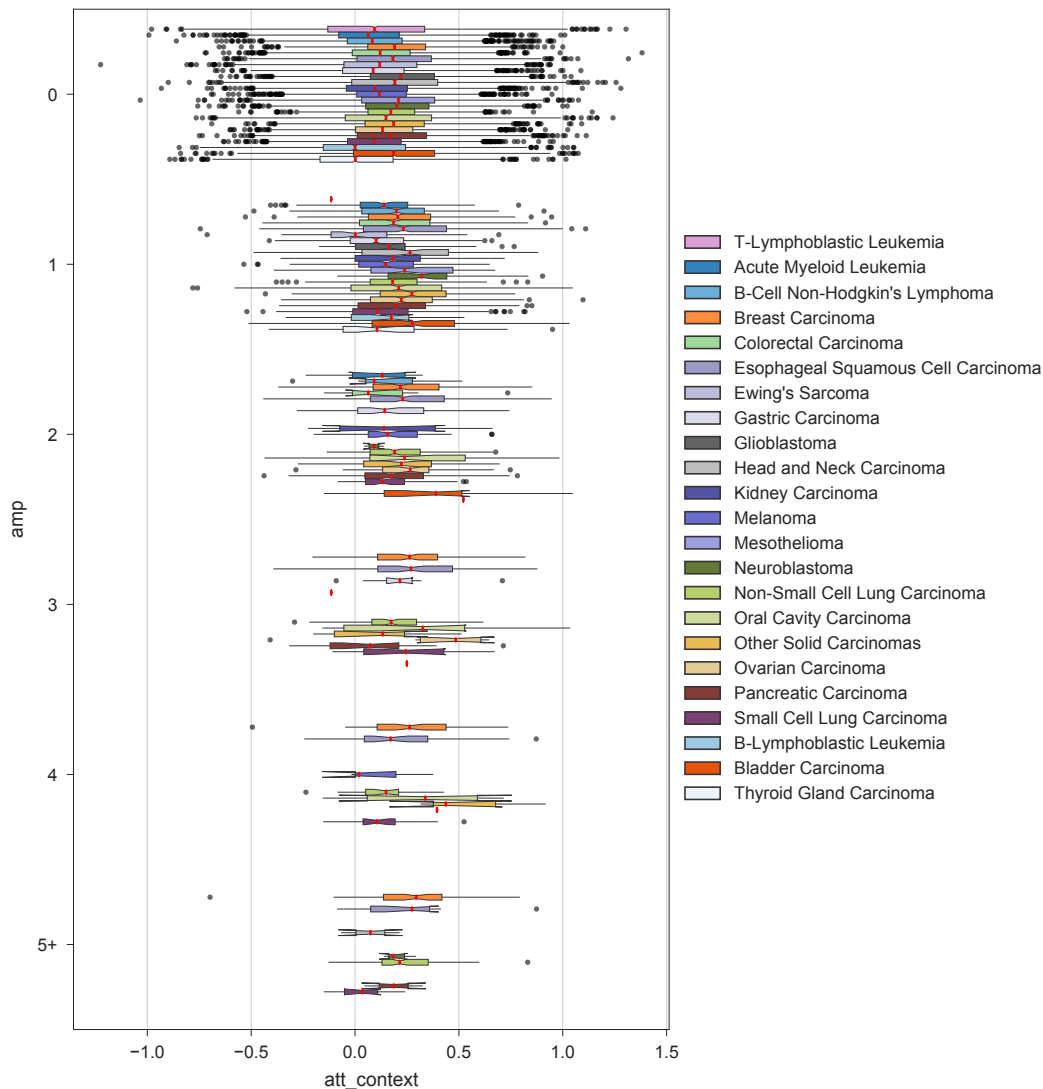 amp
0
1
2
3
4
5+
−1.0
−0.5
0.0
0.5
1.0
1.5
att_context
T-Lymphoblastic Leukemia
Acute Myeloid Leukemia
B-Cell Non-Hodgkin's Lymphoma
Breast Carcinoma
Colorectal Carcinoma
Esophageal Squamous Cell Carcinoma
Ewing's Sarcoma
Gastric Carcinoma
Glioblastoma
Head and Neck Carcinoma
Kidney Carcinoma
Melanoma
Mesothelioma
Neuroblastoma
Non-Small Cell Lung Carcinoma
Oral Cavity Carcinoma
Other Solid Carcinomas
Ovarian Carcinoma
Pancreatic Carcinoma
Small Cell Lung Carcinoma
B-Lymphoblastic Leukemia
Bladder Carcinoma
Thyroid Gland Carcinoma